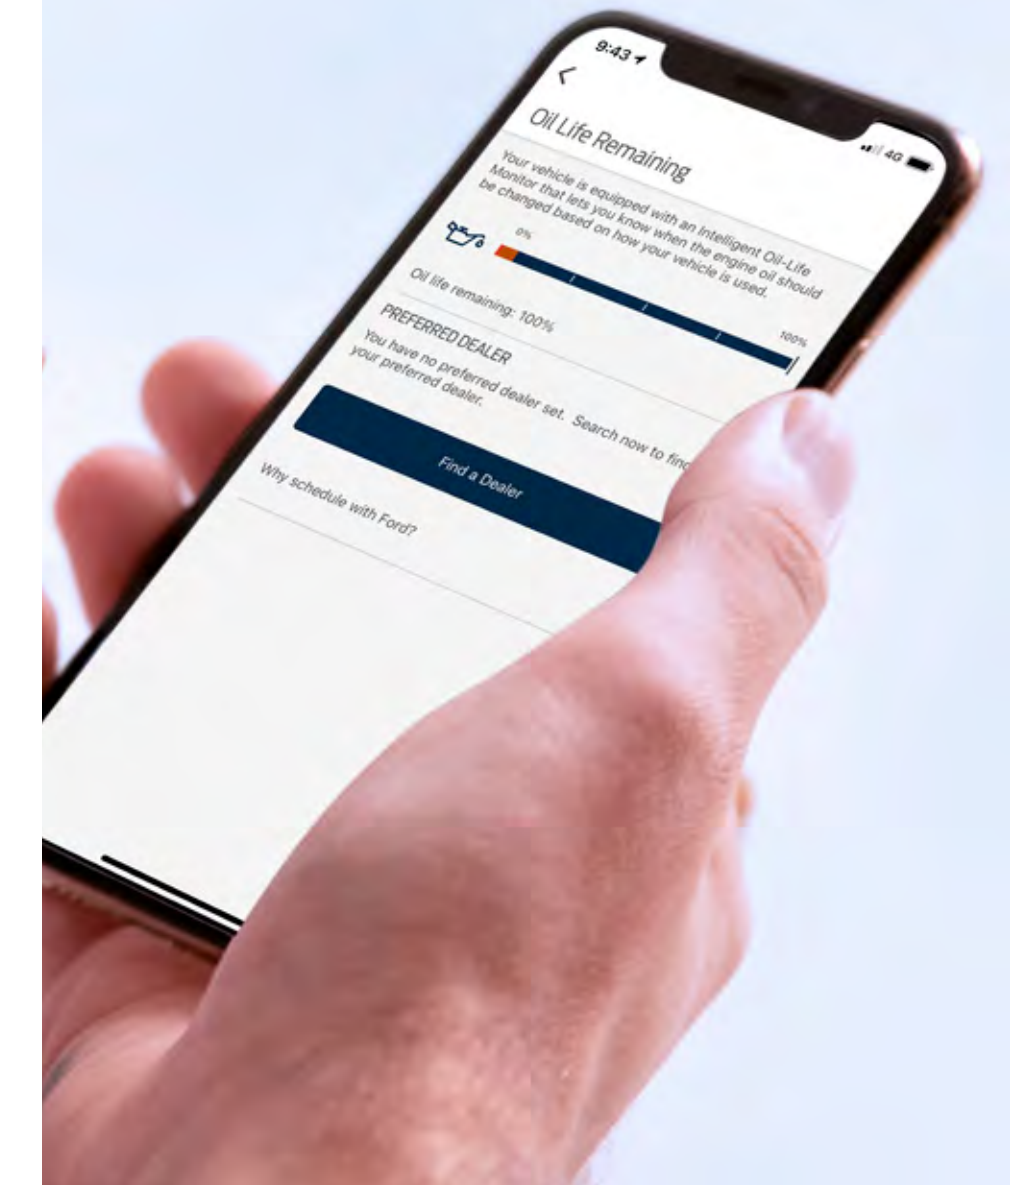 9:43
4G
Oil Life Remaining
Your vehicle is equipped with an Intelligent Oil-Life
Monitor that lets you know when the engine oil should
be changed based on how your vehicle is used.
0%
100%
Oil life remaining: 100%
PREFERRED DEALER
You have no preferred dealer set. Search now to find
your preferred dealer.
Find a Dealer
Why schedule with Ford?